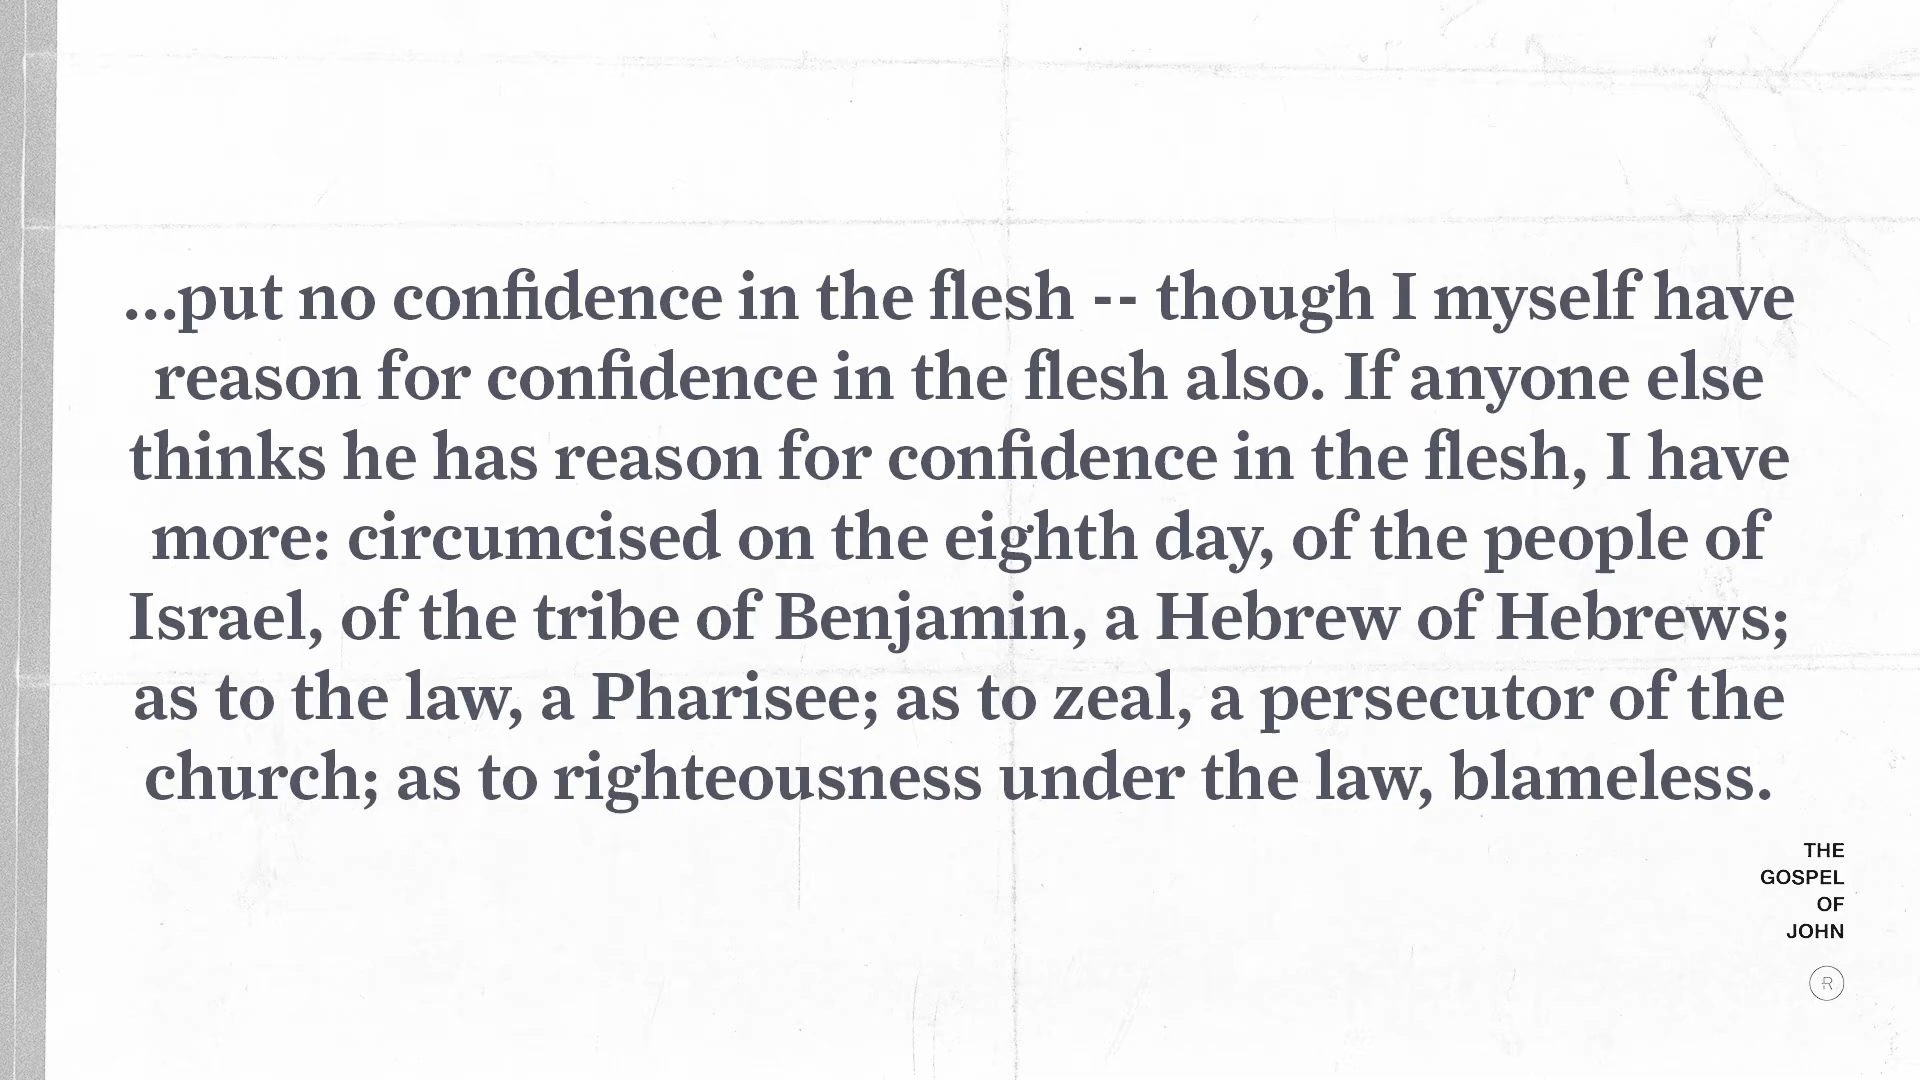 ...put no confidence in the flesh -- though I myself have
reason for confidence in the flesh also. If anyone else
thinks he has reason for confidence in the flesh, I have
more: circumcised on the eighth day, of the people of
Israel, of the tribe of Benjamin, a Hebrew of Hebrews;
as to the law, a Pharisee; as to zeal, a persecutor of the
church; as to righteousness under the law, blameless.
THE
GOSPEL
OF
JOHN
R